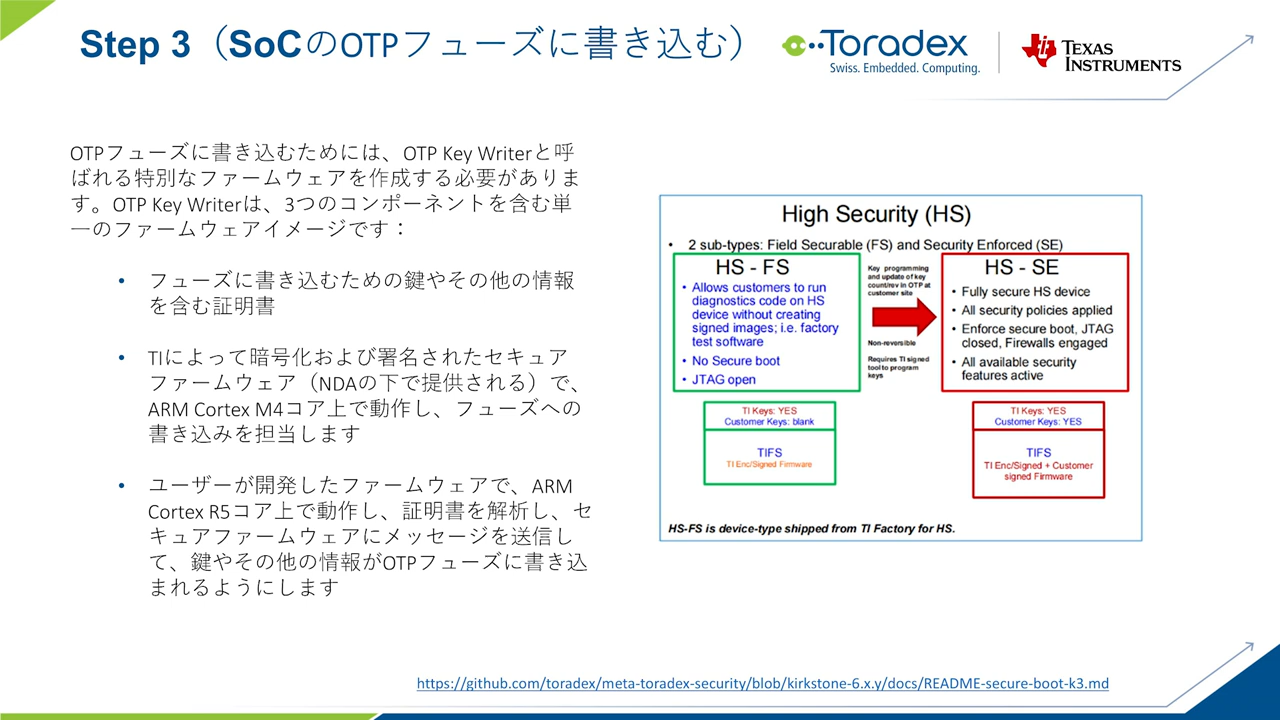 Step 3（SoCのOTPフューズに書き込む）
Toradex
Swiss. Embedded. Computing.
TEXAS
INSTRUMENTS
OTPフューズに書き込むためには、OTP Key Writerと呼
ばれる特別なファームウェアを作成する必要がありま
す。OTP Key Writerは、3つのコンポーネントを含む単
一のファームウェアイメージです：
• フューズに書き込むための鍵やその他の情報
を含む証明書
• TIによって暗号化および署名されたセキュア
ファームウェア（NDAの下で提供される）で、
ARM Cortex M4コア上で動作し、フューズへの
書き込みを担当します
• ユーザーが開発したファームウェアで、ARM
Cortex R5コア上で動作し、証明書を解析し、セ
キュアファームウェアにメッセージを送信し
て、鍵やその他の情報がOTPフューズに書き込
まれるようにします
High Security (HS)
• 2 sub-types: Field Securable (FS) and Security Enforced (SE)
HS - FS
• Allows customers to run
diagnostics code on HS
device without creating
signed images; i.e. factory
test software
• No Secure boot
• JTAG open
Key programming
and update of key
count/rev in OTP at
customer site
Non-reversible
Requires TI signed
tool to program
keys
HS - SE
• Fully secure HS device
• All security policies applied
• Enforce secure boot, JTAG
closed, Firewalls engaged
• All available security
features active
TI Keys: YES
Customer Keys: blank
TIFS
TI Enc/Signed Firmware
TI Keys: YES
Customer Keys: YES
TIFS
TI Enc/Signed + Customer
signed Firmware
HS-FS is device-type shipped from TI Factory for HS.
https://github.com/toradex/meta-toradex-security/blob/kirkstone-6.x.y/docs/README-secure-boot-k3.md